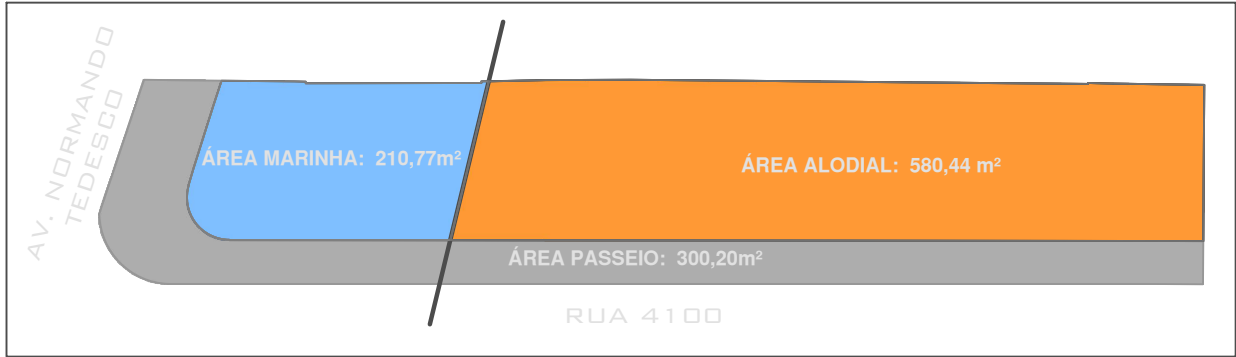 AV. NORMANDO
TEDESCO
ÁREA MARINHA: 210,77m²
ÁREA ALODIAL: 580,44 m²
ÁREA PASSEIO: 300,20m²
RUA 4100